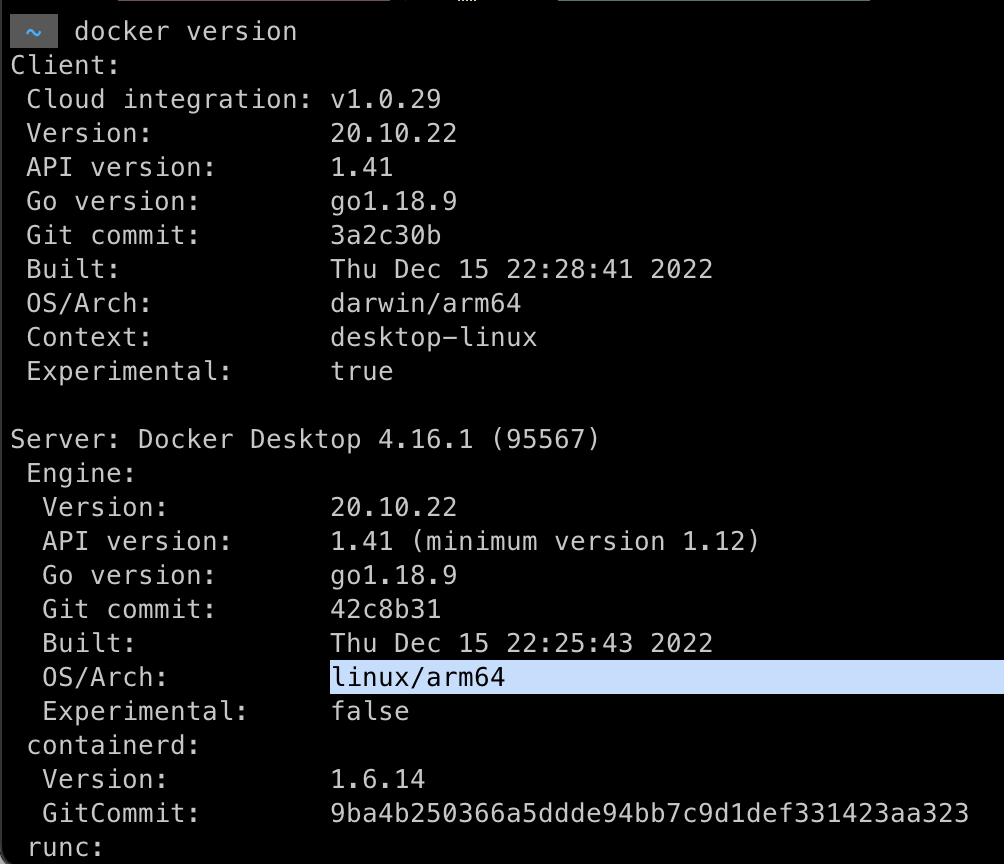 ~ docker version
Client:
 Cloud integration: v1.0.29
 Version:           20.10.22
 API version:       1.41
 Go version:        go1.18.9
 Git commit:        3a2c30b
 Built:             Thu Dec 15 22:28:41 2022
 OS/Arch:           darwin/arm64
 Context:           desktop-linux
 Experimental:      true

Server: Docker Desktop 4.16.1 (95567)
 Engine:
  Version:          20.10.22
  API version:      1.41 (minimum version 1.12)
  Go version:       go1.18.9
  Git commit:       42c8b31
  Built:            Thu Dec 15 22:25:43 2022
  OS/Arch:          linux/arm64
  Experimental:     false
 containerd:
  Version:          1.6.14
  GitCommit:        9ba4b250366a5ddde94bb7c9d1def331423aa323
 runc: